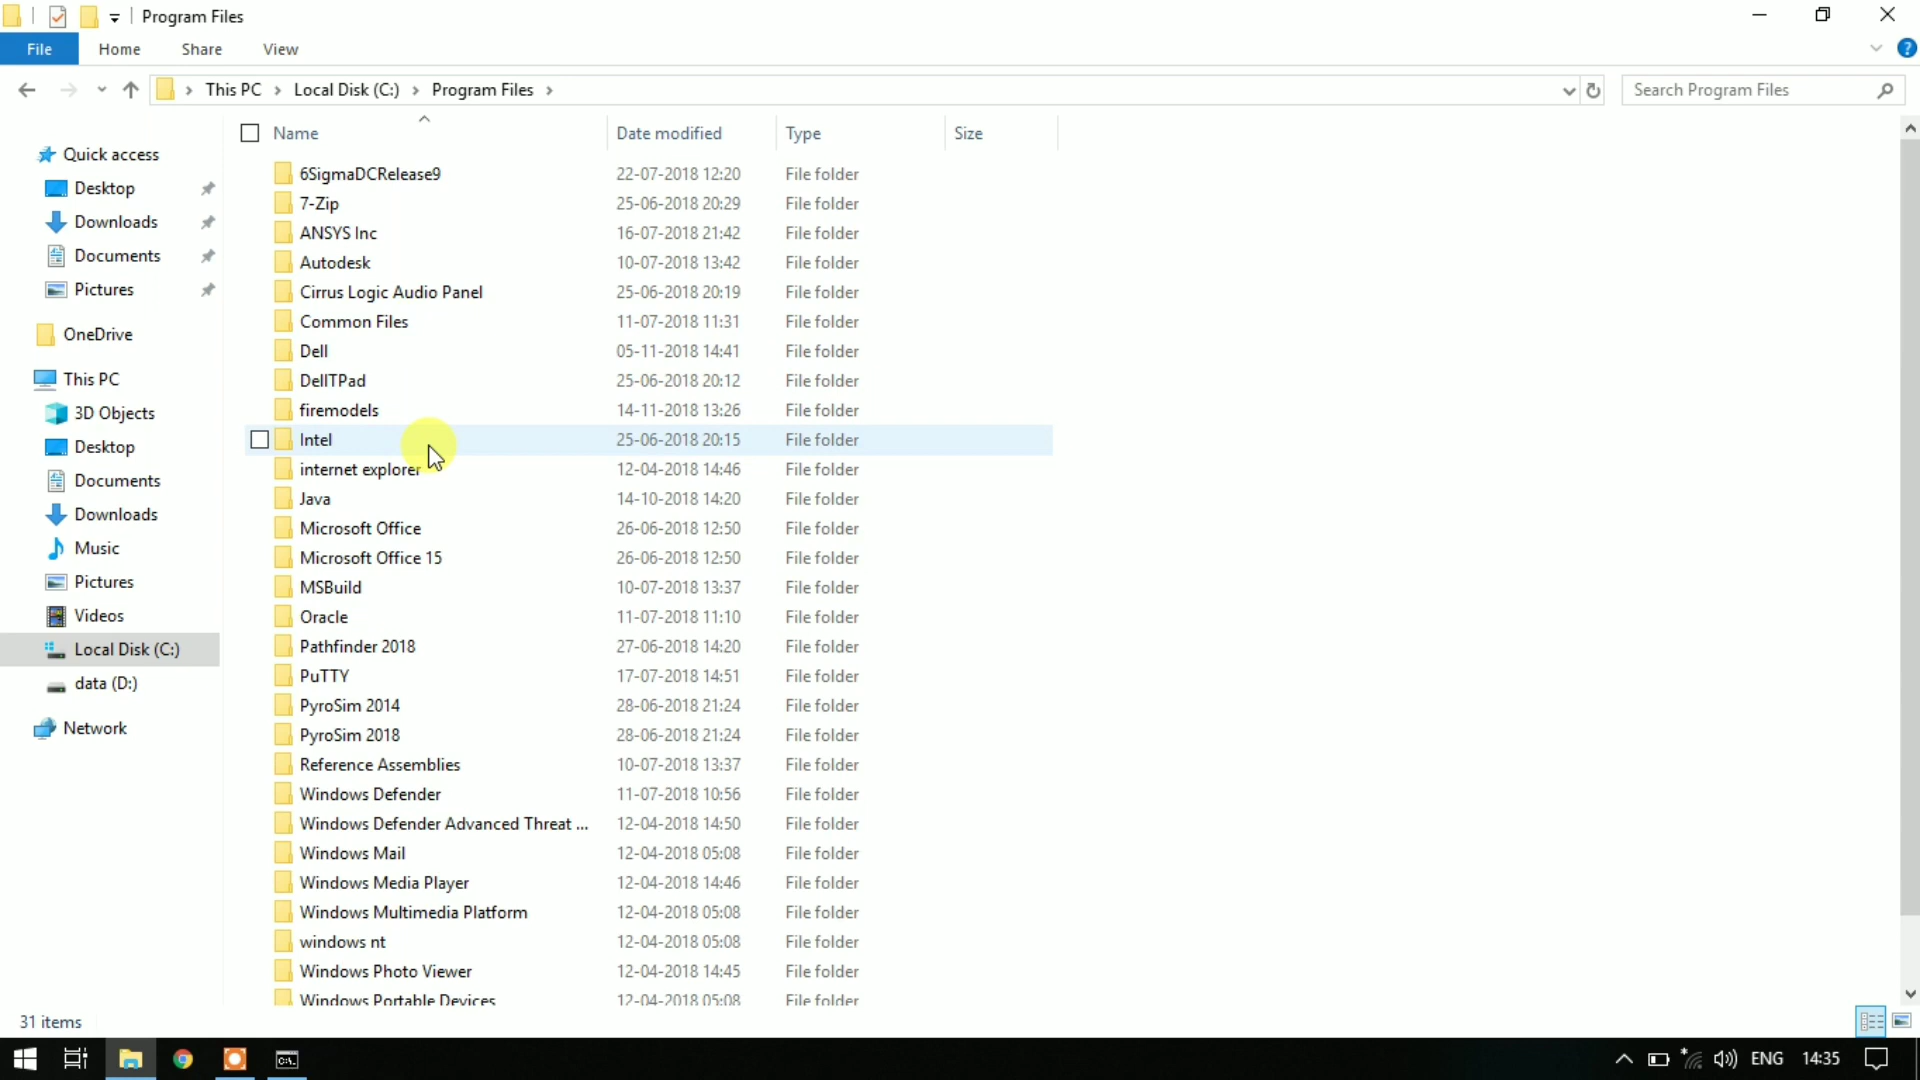 Program Files
File Home Share View
This PC Local Disk (C:) Program Files
Search Program Files
Name Date modified Type Size
Quick access
Desktop
Downloads
Documents
Pictures
OneDrive
This PC
3D Objects
Desktop
Documents
Downloads
Music
Pictures
Videos
Local Disk (C:)
data (D:)
Network
6SigmaDCRelease9 22-07-2018 12:20 File folder
7-Zip 25-06-2018 20:29 File folder
ANSYS Inc 16-07-2018 21:42 File folder
Autodesk 10-07-2018 13:42 File folder
Cirrus Logic Audio Panel 25-06-2018 20:19 File folder
Common Files 11-07-2018 11:31 File folder
Dell 05-11-2018 14:41 File folder
DellTPad 25-06-2018 20:12 File folder
firemodels 14-11-2018 13:26 File folder
Intel 25-06-2018 20:15 File folder
internet explorer 12-04-2018 14:46 File folder
Java 14-10-2018 14:20 File folder
Microsoft Office 26-06-2018 12:50 File folder
Microsoft Office 15 26-06-2018 12:50 File folder
MSBuild 10-07-2018 13:37 File folder
Oracle 11-07-2018 11:10 File folder
Pathfinder 2018 27-06-2018 14:20 File folder
PuTTY 17-07-2018 14:51 File folder
PyroSim 2014 28-06-2018 21:24 File folder
PyroSim 2018 28-06-2018 21:24 File folder
Reference Assemblies 10-07-2018 13:37 File folder
Windows Defender 11-07-2018 10:56 File folder
Windows Defender Advanced Threat ... 12-04-2018 14:50 File folder
Windows Mail 12-04-2018 05:08 File folder
Windows Media Player 12-04-2018 14:46 File folder
Windows Multimedia Platform 12-04-2018 05:08 File folder
windows nt 12-04-2018 05:08 File folder
Windows Photo Viewer 12-04-2018 14:45 File folder
Windows Portable Devices 12-04-2018 05:08 File folder
31 items
ENG 14:35